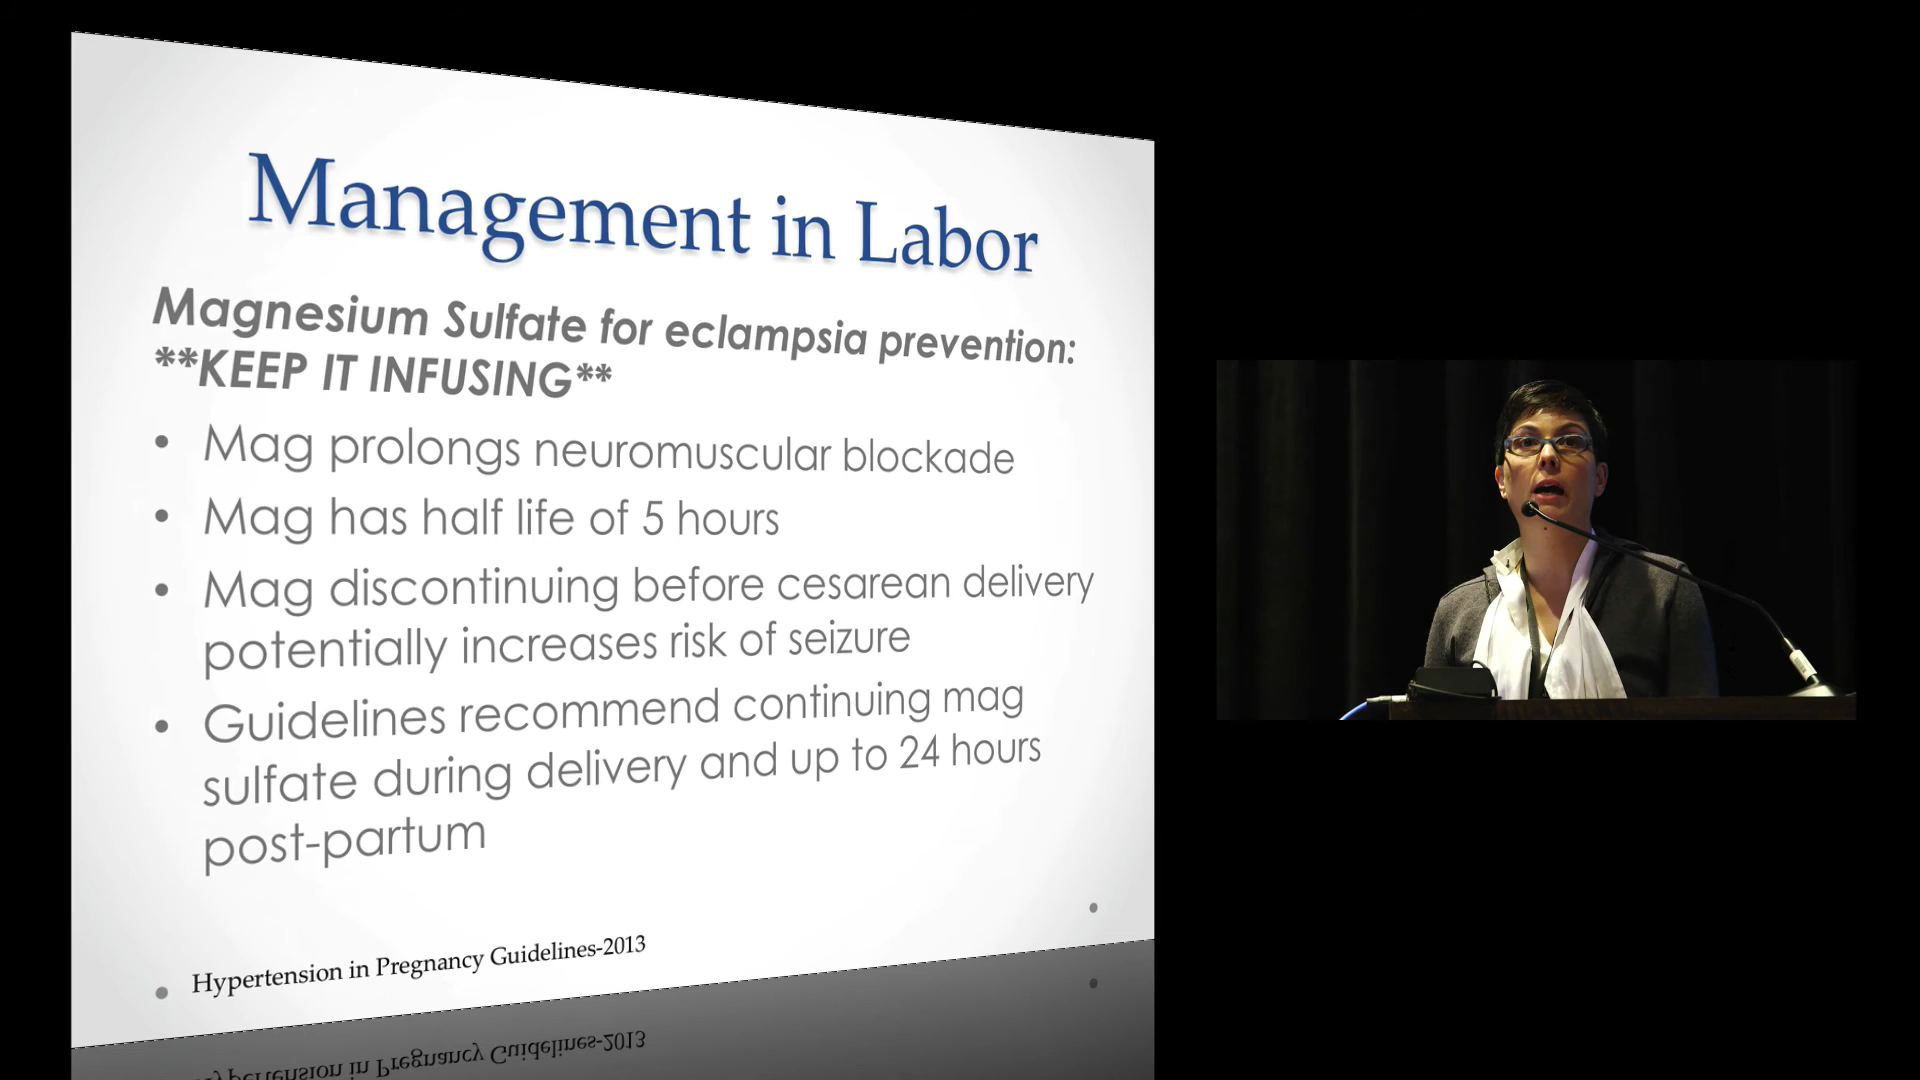 Management in Labor
Magnesium Sulfate for eclampsia prevention:
**KEEP IT INFUSING**
• Mag prolongs neuromuscular blockade
• Mag has half life of 5 hours
• Mag discontinuing before cesarean delivery
potentially increases risk of seizure
• Guidelines recommend continuing mag
sulfate during delivery and up to 24 hours
post-partum
Hypertension in Pregnancy Guidelines-2013